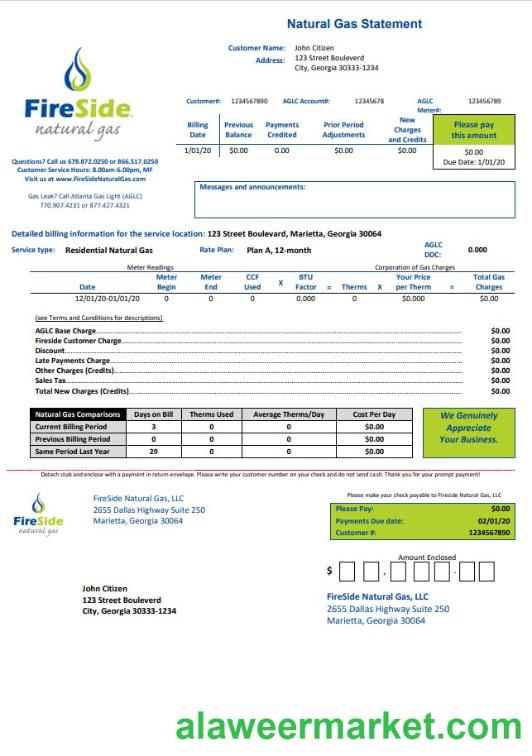 Natural Gas Statement
Customer Name: John Citizen
Address: 123 Street Bouleverd
City, Georgia 30333-1234
FireSide
natural gas
Customer#: 1234567890 AGLC Account#: 12345678 AGLC Meter#: 123456789
Billing Date Previous Balance Payments Credited Prior Period Adjustments New Charges and Credits Please pay this amount
1/01/20 $0.00 0.00 $0.00 $0.00 $0.00
Due Date: 1/01/20
Questions? Call us 678.872.0250 or 866.517.0250
Customer Service Hours: 8.00am-6.00pm, MF
Visit us at www.FireSideNaturalGas.com
Gas Leak? Call Atlanta Gas Light (AGLC)
770.907.4231 or 877.427.4321
Messages and announcements:
Detailed billing information for the service location: 123 Street Boulevard, Marietta, Georgia 30064
Service type: Residential Natural Gas Rate Plan: Plan A, 12-month AGLC DDC: 0.000
Meter Readings Corporation of Gas Charges
Date Meter Begin Meter End CCF Used X BTU Factor = Therms X Your Price per Therm = Total Gas Charges
12/01/20-01/01/20 0 0 0 0.000 0 $0.000 $0.00
(see Terms and Conditions for descriptions)
AGLC Base Charge $0.00
Fireside Customer Charge $0.00
Discount $0.00
Late Payments Charge $0.00
Other Charges (Credits) $0.00
Sales Tax $0.00
Total New Charges (Credits) $0.00
Natural Gas Comparisons Days on Bill Therms Used Average Therms/Day Cost Per Day
Current Billing Period 3 0 0 $0.00
Previous Billing Period 0 0 0 $0.00
Same Period Last Year 29 0 0 $0.00
We Genuinely
Appreciate
Your Business.
Detach stub and enclose with a payment in return envelope. Please write your customer number on your check and do not send cash. Thank you for your prompt payment!
FireSide
natural gas
FireSide Natural Gas, LLC
2655 Dallas Highway Suite 250
Marietta, Georgia 30064
Please make your check payable to Fireside Natural Gas, LLC
Please Pay: $0.00
Payments Due date: 02/01/20
Customer #: 1234567890
Amount Enclosed
$ , .
John Citizen
123 Street Bouleverd
City, Georgia 30333-1234
FireSide Natural Gas, LLC
2655 Dallas Highway Suite 250
Marietta, Georgia 30064
alaweermarket.com